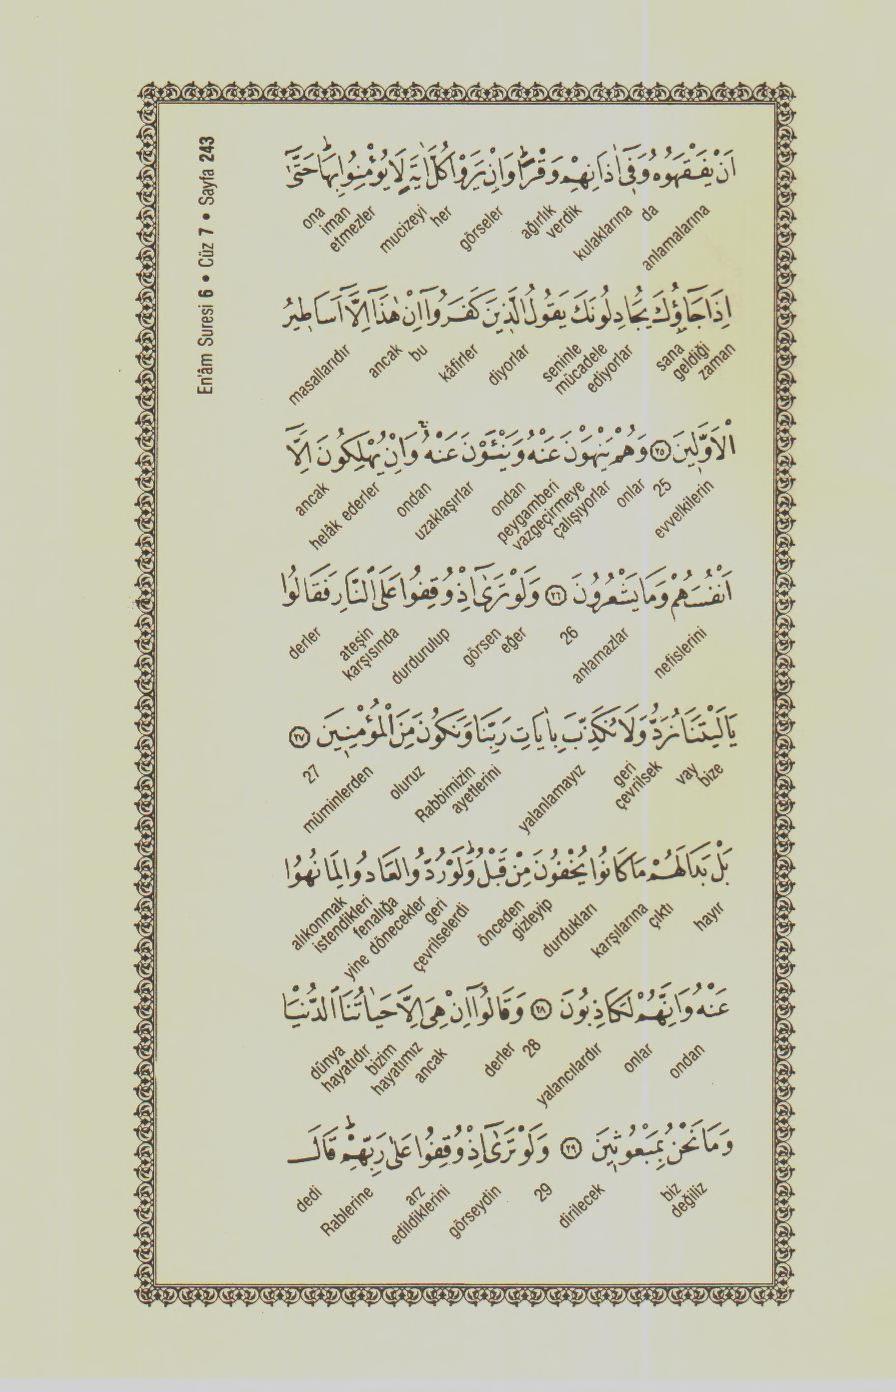 En'âm Suresi 6 • Cüz 7 • Sayfa 243
اَنْ يَفْقَهُوهُ وَفٖٓى اٰذَانِهِمْ وَقْرًاؕ وَاِنْ يَرَوْا كُلَّ اٰيَةٍ لَا يُؤْمِنُوا بِهَاؕ حَتّٰٓى
anlamalarına da kulaklarına ağırlık verdik görseler her mucizeyi ona iman etmezler
اِذَا جَٓاؤُ۫كَ يُجَادِلُونَكَ يَقُولُ الَّذٖينَ كَفَرُٓوا اِنْ هٰذَٓا اِلَّٓا اَسَاطٖيرُ
sana geldiği zaman seninle mücadele ediyorlar diyorlar kâfirler bu ancak masallarıdır
الْاَوَّلٖينَ ﴿٢٥﴾ وَهُمْ يَنْهَوْنَ عَنْهُ وَيَنْـَٔوْنَ عَنْهُۚ وَاِنْ يُهْلِكُونَ اِلَّٓا
evvelkilerin 25 onlar ondan peygamberi vazgeçirmeye çalışıyorlar uzaklaşırlar ondan helâk ederler ancak
اَنْفُسَهُمْ وَمَا يَشْعُرُونَ ﴿٢٦﴾ وَلَوْ تَرٰٓى اِذْ وُقِفُوا عَلَى النَّارِ فَقَالُوا
nefislerini anlamazlar 26 eğer görsen durdurulup ateşin karşısında derler
يَا لَيْتَنَا نُرَدُّ وَلَا نُكَذِّبَ بِاٰيَاتِ رَبِّنَا وَنَكُونَ مِنَ الْمُؤْمِنٖينَ ﴿٢٧﴾
vay bize geri çevrilsek yalanlamayız Rabbimizin ayetlerini oluruz müminlerden 27
بَلْ بَدَا لَهُمْ مَا كَانُوا يُخْفُونَ مِنْ قَبْلُؕ وَلَوْ رُدُّوا لَعَادُوا لِمَا نُهُوا
hayır çıktı karşılarına durdukları önceden gizleyip geri çevrilselerdi alıkonmak istendikleri fenalığa yine dönecekler
عَنْهُ وَاِنَّهُمْ لَكَاذِبُونَ ﴿٢٨﴾ وَقَالُٓوا اِنْ هِىَ اِلَّا حَيَاتُنَا الدُّنْيَا
ondan onlar yalancılardır 28 derler ancak bizim hayatımız dünya hayatıdır
وَمَا نَحْنُ بِمَبْعُوثٖينَ ﴿٢٩﴾ وَلَوْ تَرٰٓى اِذْ وُقِفُوا عَلٰى رَبِّهِمْؕ قَالَ
biz değiliz dirilecek 29 görseydin arz edildiklerini Rablerine dedi